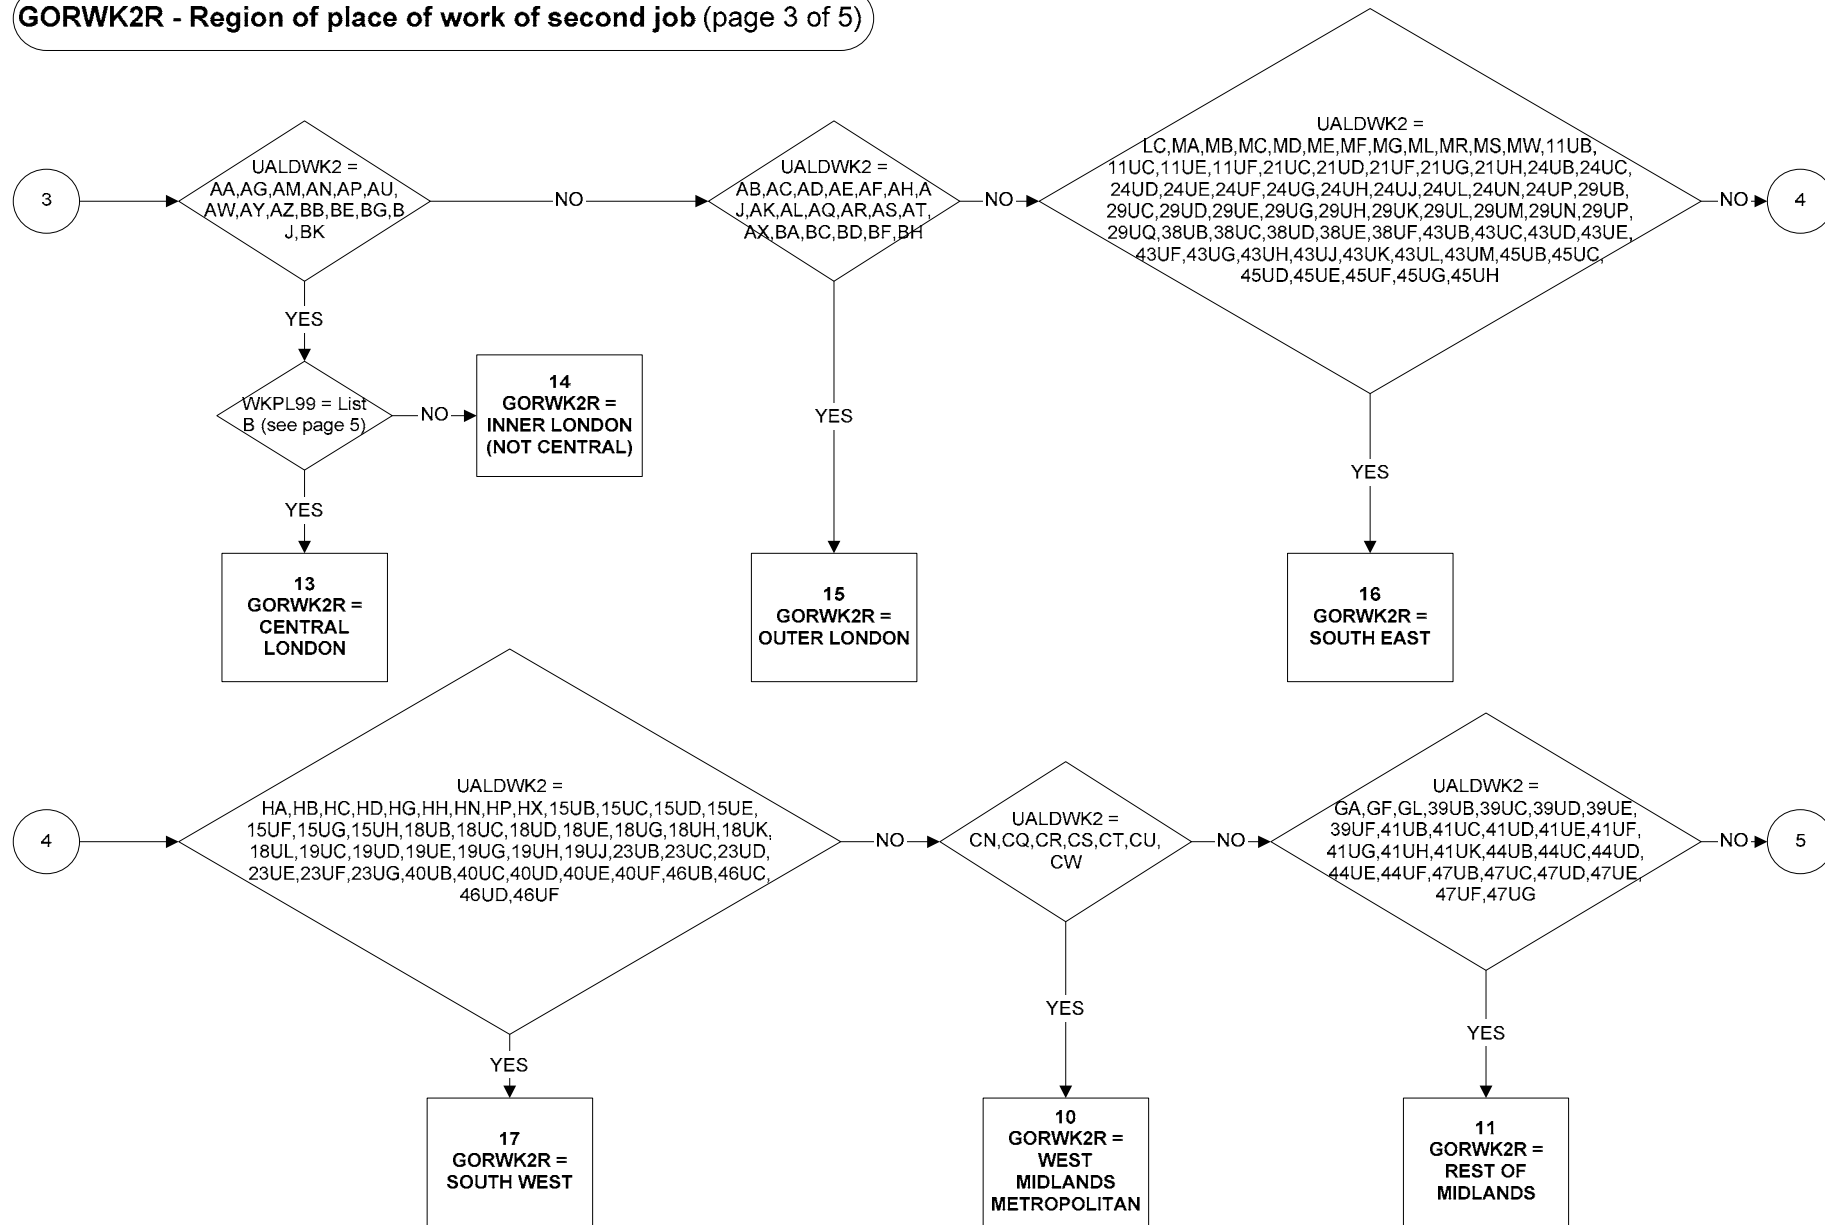 GORWK2R - Region of place of work of second job (page 3 of 5)
3
UALDWK2 =
AA,AG,AM,AN,AP,AU,
AW,AY,AZ,BB,BE,BG,B
J,BK
NO
UALDWK2 =
AB,AC,AD,AE,AF,AH,A
J,AK,AL,AQ,AR,AS,AT,
AX,BA,BC,BD,BF,BH
NO
UALDWK2 =
LC,MA,MB,MC,MD,ME,MF,MG,ML,MR,MS,MW,11UB,
11UC,11UE,11UF,21UC,21UD,21UF,21UG,21UH,24UB,24UC,
24UD,24UE,24UF,24UG,24UH,24UJ,24UL,24UN,24UP,29UB,
29UC,29UD,29UE,29UG,29UH,29UK,29UL,29UM,29UN,29UP,
29UQ,38UB,38UC,38UD,38UE,38UF,43UB,43UC,43UD,43UE,
43UF,43UG,43UH,43UJ,43UK,43UL,43UM,45UB,45UC,
45UD,45UE,45UF,45UG,45UH
NO
4
YES
WKPL99 = List
B (see page 5)
NO
14
GORWK2R =
INNER LONDON
(NOT CENTRAL)
YES
YES
YES
13
GORWK2R =
CENTRAL
LONDON
15
GORWK2R =
OUTER LONDON
16
GORWK2R =
SOUTH EAST
4
UALDWK2 =
HA,HB,HC,HD,HG,HH,HN,HP,HX,15UB,15UC,15UD,15UE,
15UF,15UG,15UH,18UB,18UC,18UD,18UE,18UG,18UH,18UK,
18UL,19UC,19UD,19UE,19UG,19UH,19UJ,23UB,23UC,23UD,
23UE,23UF,23UG,40UB,40UC,40UD,40UE,40UF,46UB,46UC,
46UD,46UF
NO
UALDWK2 =
CN,CQ,CR,CS,CT,CU,
CW
NO
UALDWK2 =
GA,GF,GL,39UB,39UC,39UD,39UE,
39UF,41UB,41UC,41UD,41UE,41UF,
41UG,41UH,41UK,44UB,44UC,44UD,
44UE,44UF,47UB,47UC,47UD,47UE,
47UF,47UG
NO
5
YES
YES
YES
17
GORWK2R =
SOUTH WEST
10
GORWK2R =
WEST
MIDLANDS
METROPOLITAN
11
GORWK2R =
REST OF
MIDLANDS